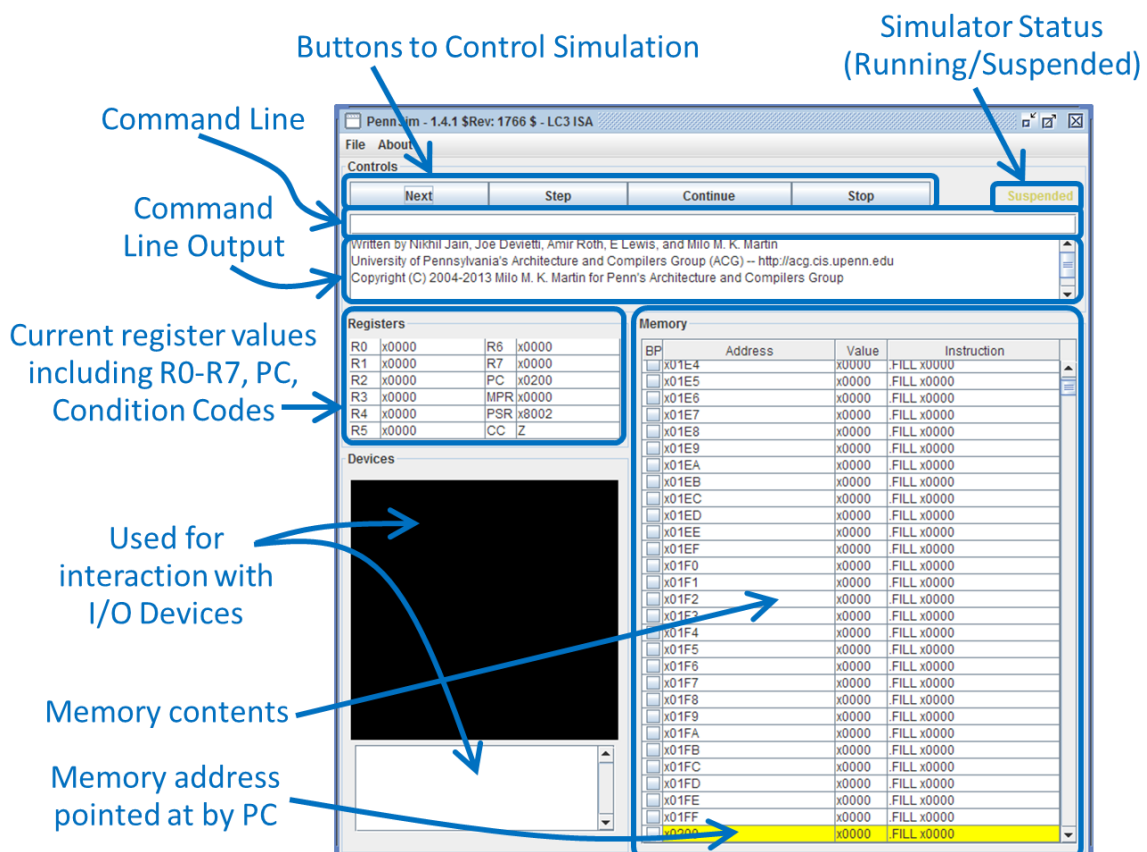 Buttons to Control Simulation
Simulator Status
(Running/Suspended)
Command Line
Command
Line Output
Current register values
including R0-R7, PC,
Condition Codes
Used for
interaction with
I/O Devices
Memory contents
Memory address
pointed at by PC
PennSim - 1.4.1 $Rev: 1766 $ - LC3 ISA
File About
Controls
Next Step Continue Stop Suspended
Written by Nikhil Jain, Joe Devietti, Amir Roth, E Lewis, and Milo M. K. Martin
University of Pennsylvania's Architecture and Compilers Group (ACG) -- http://acg.cis.upenn.edu
Copyright (C) 2004-2013 Milo M. K. Martin for Penn's Architecture and Compilers Group
Registers
R0 x0000 R6 x0000
R1 x0000 R7 x0000
R2 x0000 PC x0200
R3 x0000 MPR x0000
R4 x0000 PSR x8002
R5 x0000 CC Z
Devices
Memory
BP Address Value Instruction
x01E4 x0000 .FILL x0000
x01E5 x0000 .FILL x0000
x01E6 x0000 .FILL x0000
x01E7 x0000 .FILL x0000
x01E8 x0000 .FILL x0000
x01E9 x0000 .FILL x0000
x01EA x0000 .FILL x0000
x01EB x0000 .FILL x0000
x01EC x0000 .FILL x0000
x01ED x0000 .FILL x0000
x01EE x0000 .FILL x0000
x01EF x0000 .FILL x0000
x01F0 x0000 .FILL x0000
x01F1 x0000 .FILL x0000
x01F2 x0000 .FILL x0000
x01F3 x0000 .FILL x0000
x01F4 x0000 .FILL x0000
x01F5 x0000 .FILL x0000
x01F6 x0000 .FILL x0000
x01F7 x0000 .FILL x0000
x01F8 x0000 .FILL x0000
x01F9 x0000 .FILL x0000
x01FA x0000 .FILL x0000
x01FB x0000 .FILL x0000
x01FC x0000 .FILL x0000
x01FD x0000 .FILL x0000
x01FE x0000 .FILL x0000
x01FF x0000 .FILL x0000
x0200 x0000 .FILL x0000